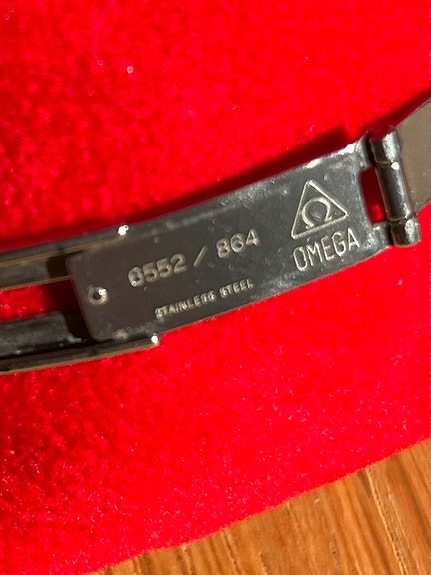 Ω
OMEGA
6552 / 864
STAINLESS STEEL